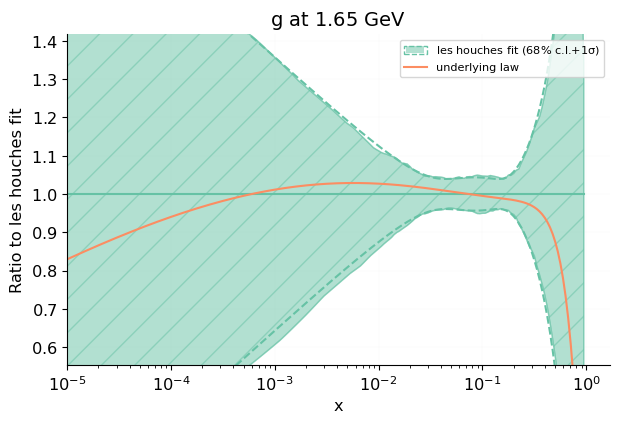 g at 1.65 GeV
Ratio to les houches fit
1.4
1.3
1.2
1.1
1.0
0.9
0.8
0.7
0.6
les houches fit (68% c.l.+1σ)
underlying law
10⁻⁵ 10⁻⁴ 10⁻³ 10⁻² 10⁻¹ 10⁰
x